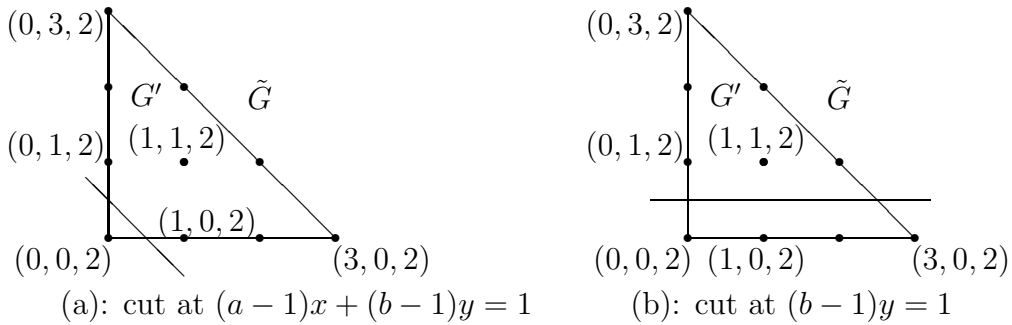 (0, 3, 2)
G′ G̃
(0, 1, 2) (1, 1, 2)
(1, 0, 2)
(0, 0, 2) (3, 0, 2)
(a): cut at (a − 1)x + (b − 1)y = 1
(0, 3, 2)
G′ G̃
(0, 1, 2) (1, 1, 2)
(0, 0, 2) (1, 0, 2) (3, 0, 2)
(b): cut at (b − 1)y = 1